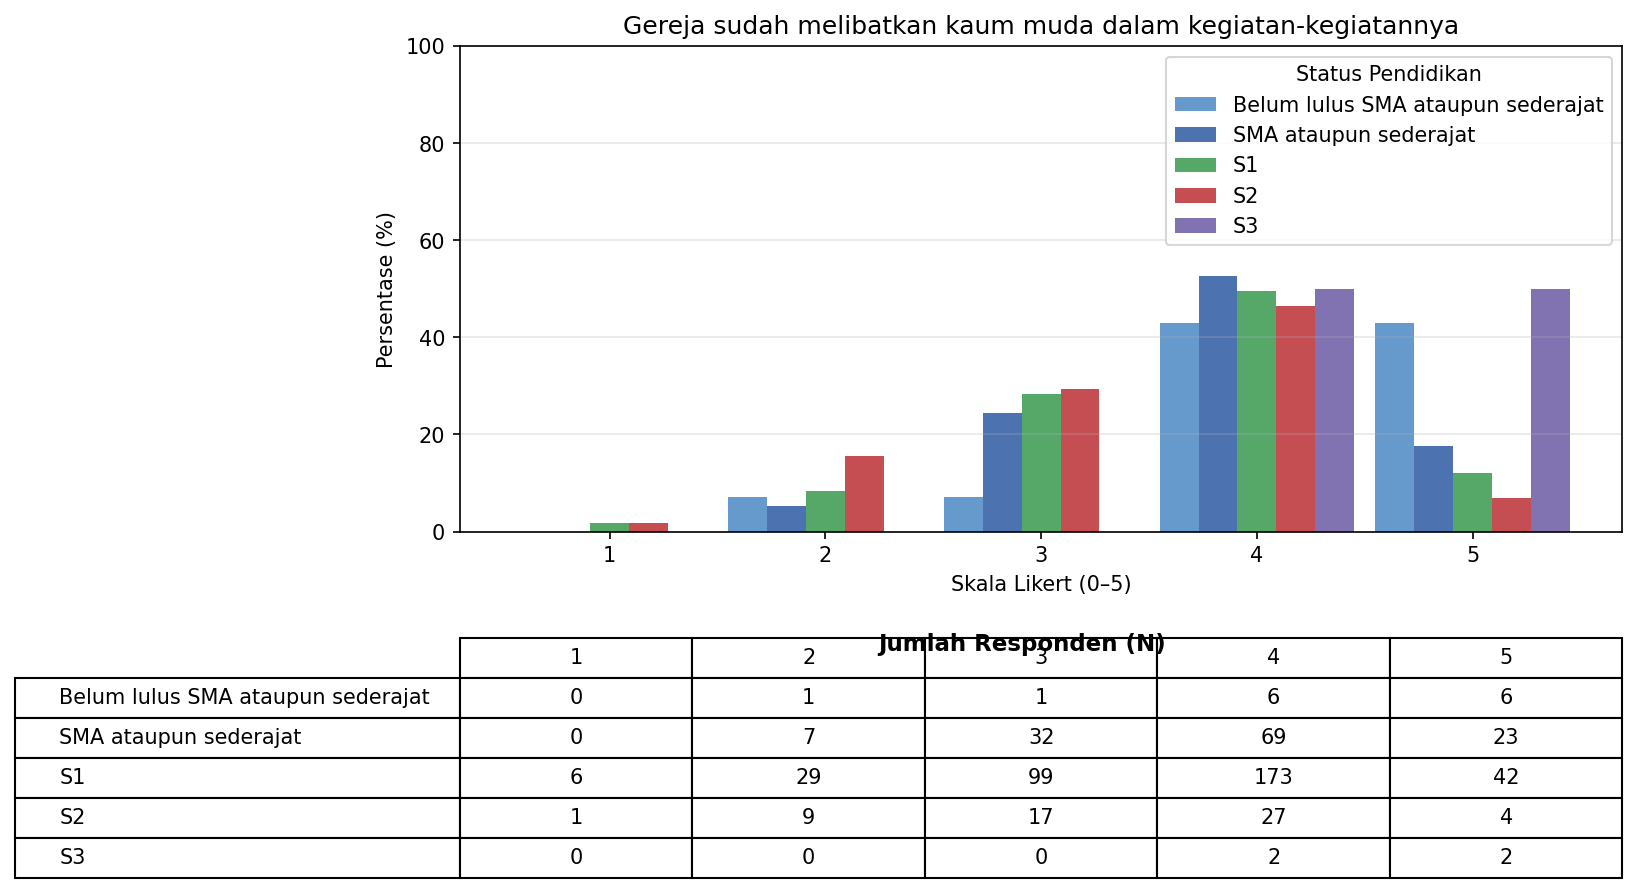 Gereja sudah melibatkan kaum muda dalam kegiatan-kegiatannya
100
80
60
40
20
0
Persentase (%)
Status Pendidikan
Belum lulus SMA ataupun sederajat
SMA ataupun sederajat
S1
S2
S3
1 2 3 4 5
Skala Likert (0–5)
Jumlah Responden (N)
1 2 3 4 5
Belum lulus SMA ataupun sederajat 0 1 1 6 6
SMA ataupun sederajat 0 7 32 69 23
S1 6 29 99 173 42
S2 1 9 17 27 4
S3 0 0 0 2 2